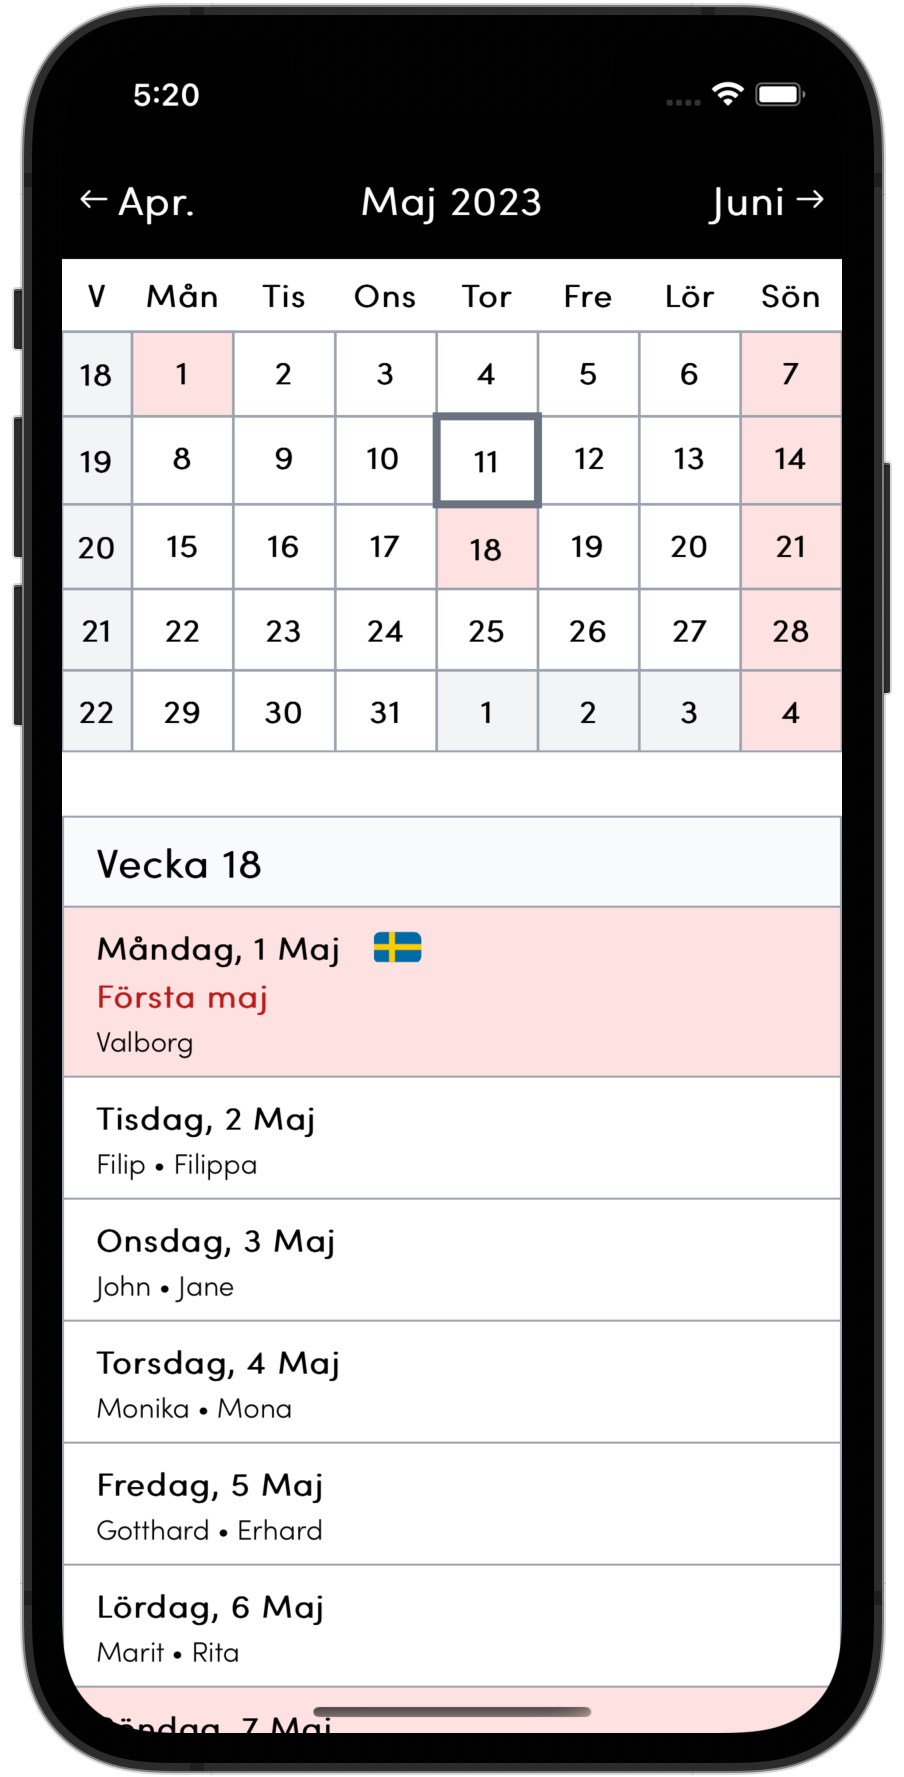 5:20
← Apr. Maj 2023 Juni →
V Mån Tis Ons Tor Fre Lör Sön
18 1 2 3 4 5 6 7
19 8 9 10 11 12 13 14
20 15 16 17 18 19 20 21
21 22 23 24 25 26 27 28
22 29 30 31 1 2 3 4
Vecka 18
Måndag, 1 Maj
Första maj
Valborg
Tisdag, 2 Maj
Filip • Filippa
Onsdag, 3 Maj
John • Jane
Torsdag, 4 Maj
Monika • Mona
Fredag, 5 Maj
Gotthard • Erhard
Lördag, 6 Maj
Marit • Rita
Söndag, 7 Maj